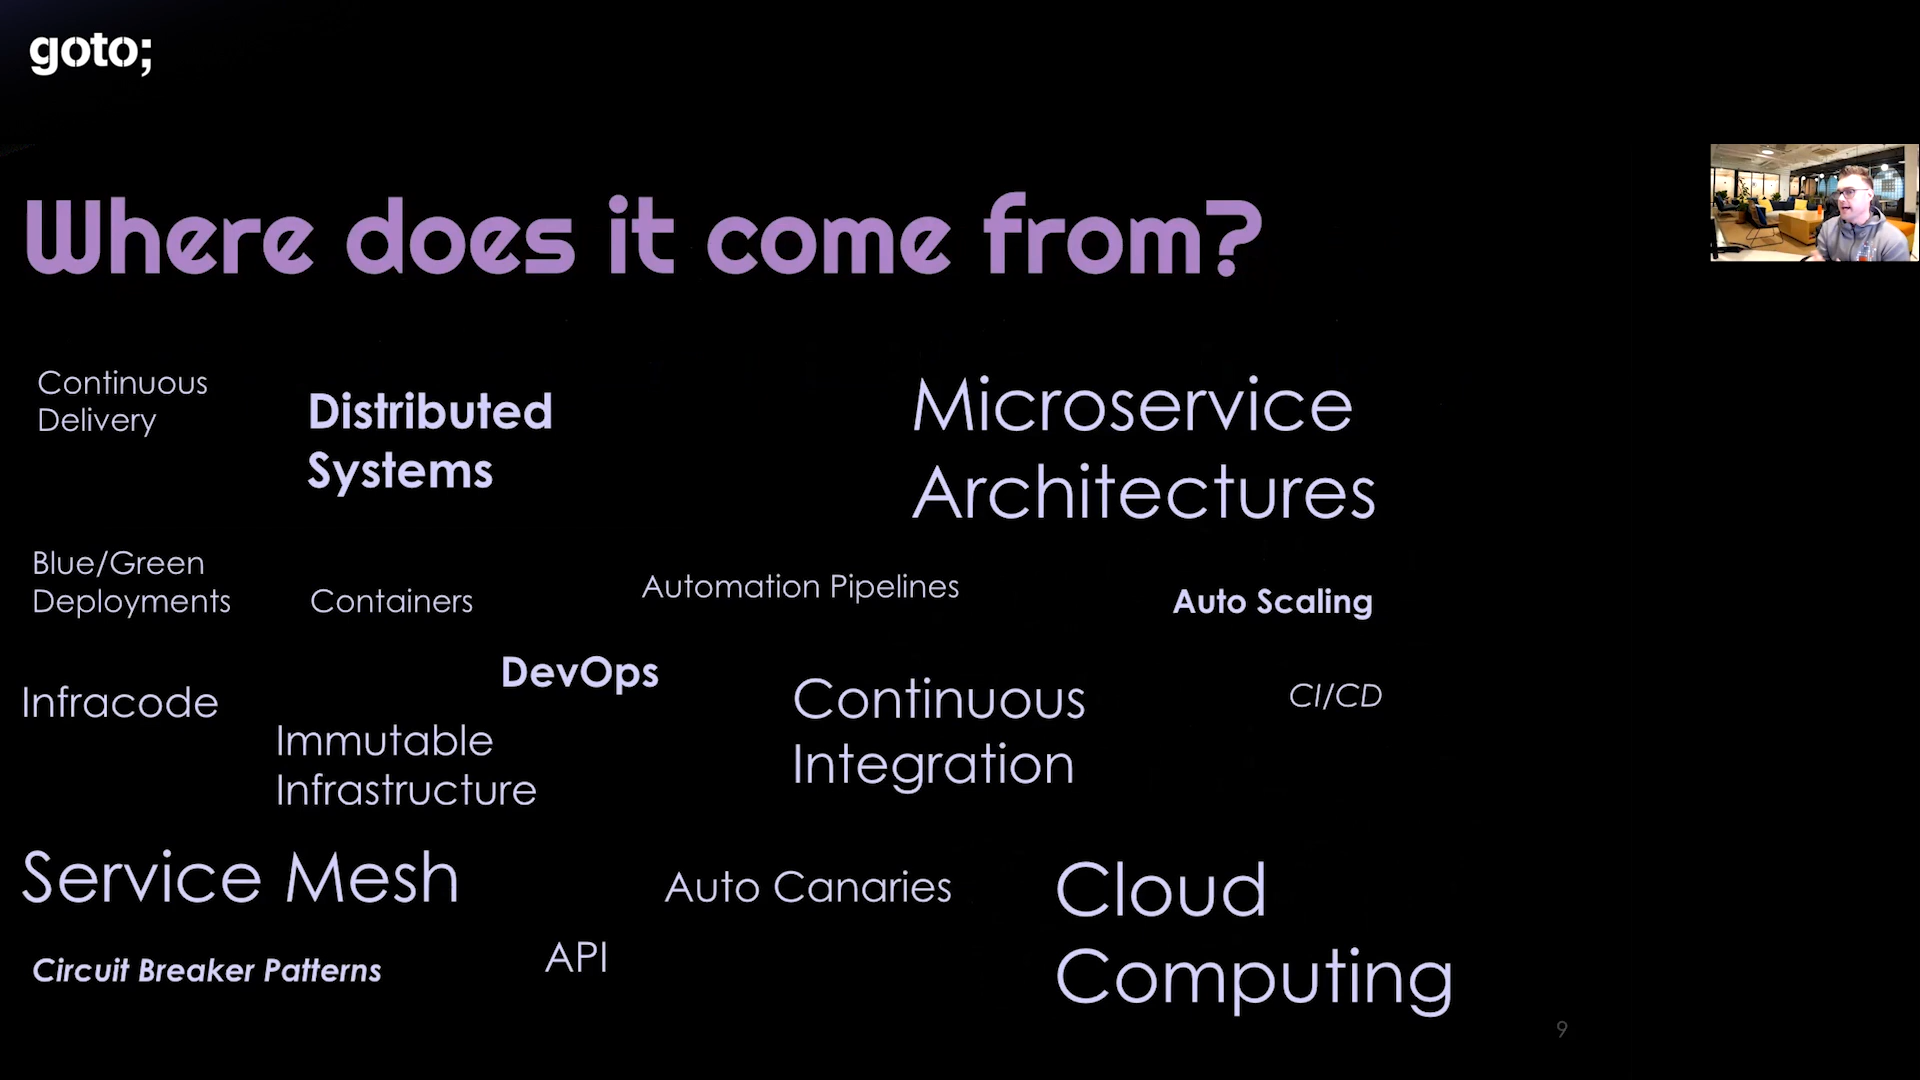 goto;
Where does it come from?
Continuous
Delivery
Distributed
Systems
Microservice
Architectures
Blue/Green
Deployments
Containers
Automation Pipelines
Auto Scaling
Infracode
DevOps
Immutable
Infrastructure
Continuous
Integration
CI/CD
Service Mesh
Auto Canaries
Cloud
Computing
Circuit Breaker Patterns
API
9